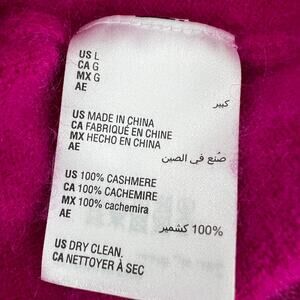 US L
CA G
MX G
AE
كبير
US MADE IN CHINA
CA FABRIQUÉ EN CHINE
MX HECHO EN CHINA
AE
صنع في الصين
US 100% CASHMERE
CA 100% CACHEMIRE
MX 100% cachemira
AE
100% كشمير
US DRY CLEAN.
CA NETTOYER À SEC